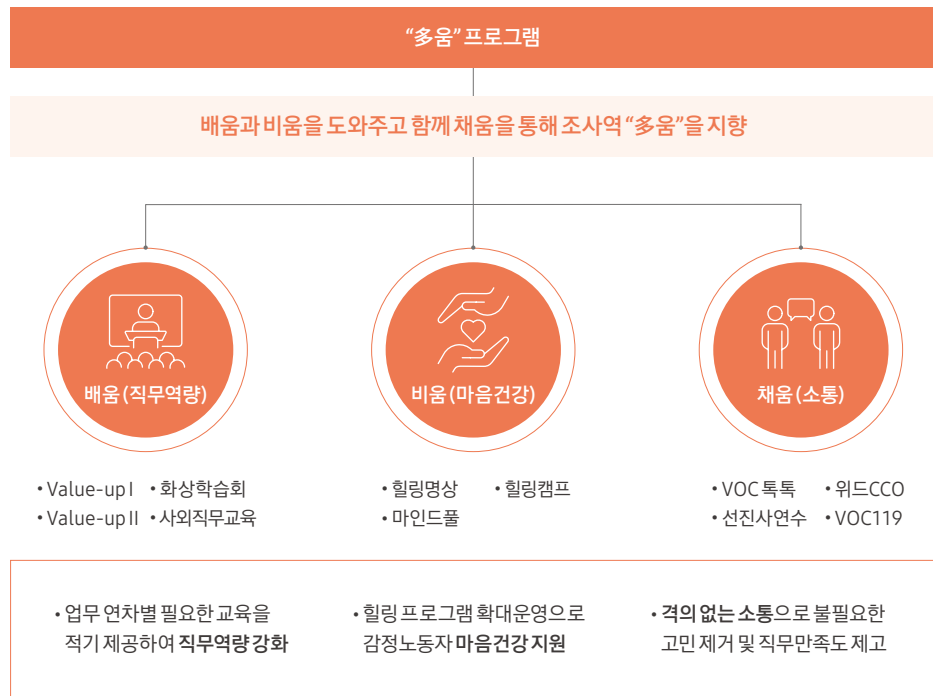 “多움” 프로그램
배움과 비움을 도와주고 함께 채움을 통해 조사역 “多움”을 지향
배움 (직무역량)
비움 (마음건강)
채움 (소통)
• Value-up I • 화상학습회
• Value-up II • 사외직무교육
• 힐링명상 • 힐링캠프
• 마인드풀
• VOC 톡톡 • 위드CCO
• 선진사연수 • VOC119
• 업무 연차별 필요한 교육을
적기 제공하여 직무역량 강화
• 힐링 프로그램 확대운영으로
감정노동자 마음건강 지원
• 격의 없는 소통으로 불필요한
고민 제거 및 직무만족도 제고